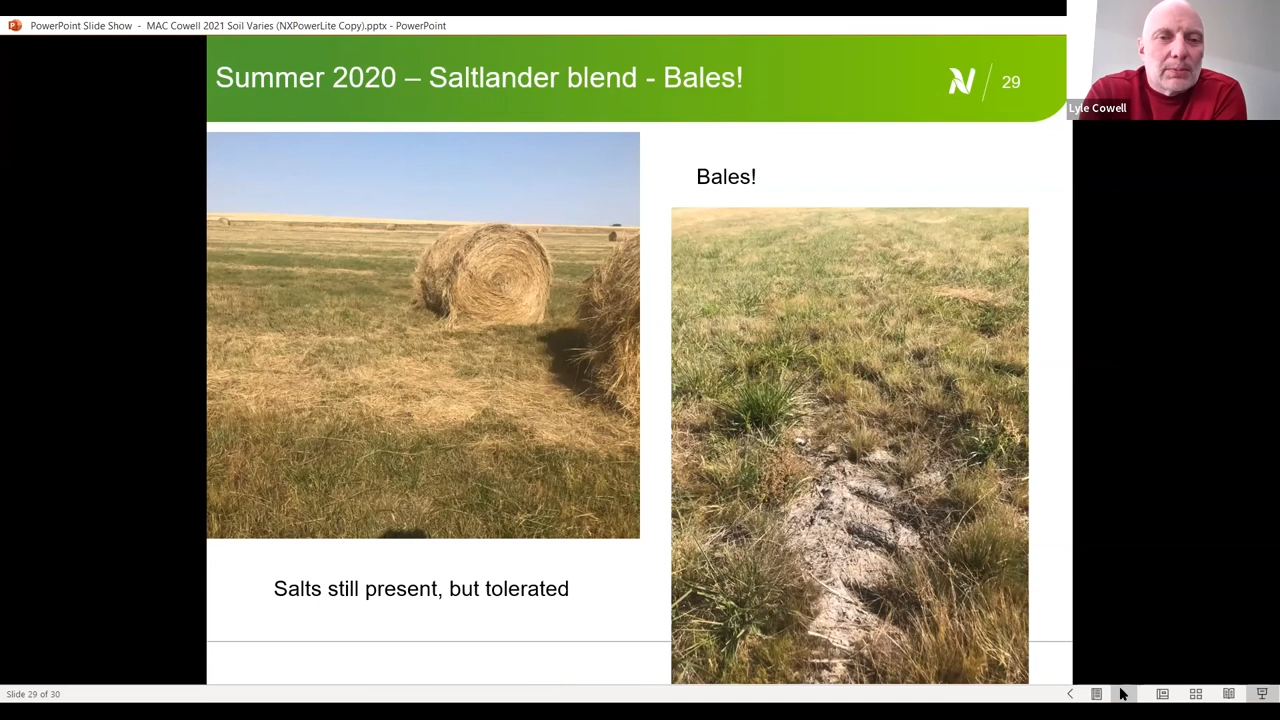 PowerPoint Slide Show - MAC Cowell 2021 Soil Varies (NXPowerLite Copy).pptx - PowerPoint
Summer 2020 – Saltlander blend - Bales!
29
Lyle Cowell
Bales!
Salts still present, but tolerated
Slide 29 of 30